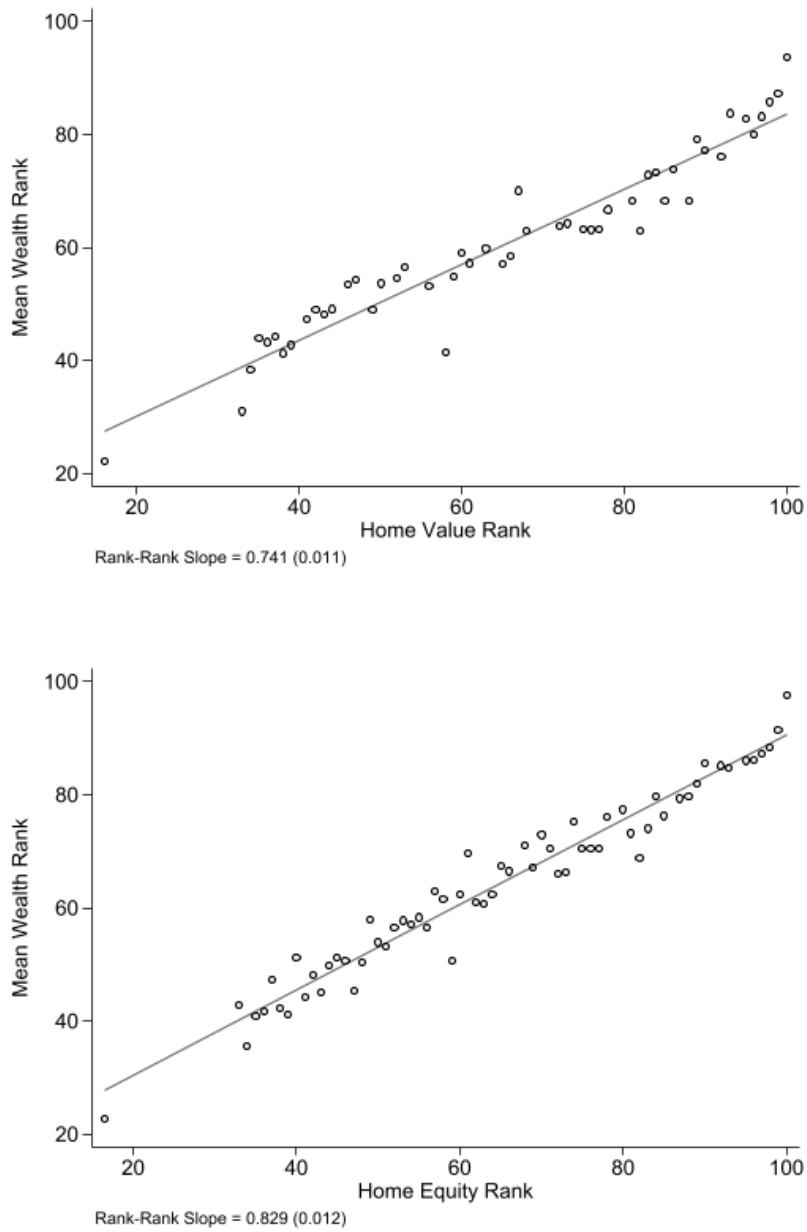 100
80
60
40
20
Mean Wealth Rank
20 40 60 80 100
Home Value Rank
Rank-Rank Slope = 0.741 (0.011)
100
80
60
40
20
Mean Wealth Rank
20 40 60 80 100
Home Equity Rank
Rank-Rank Slope = 0.829 (0.012)